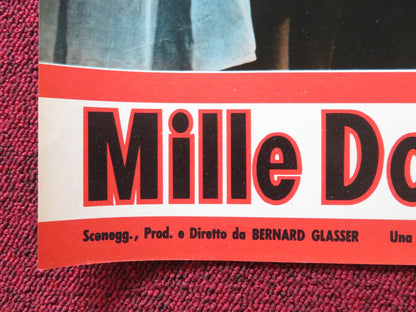 Mille Do
Scenegg., Prod. e Diretto da BERNARD GLASSER Una